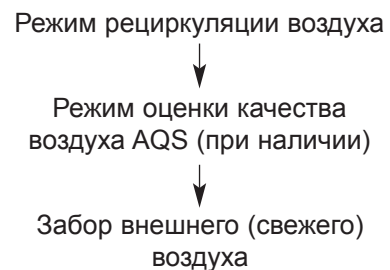 Режим рециркуляции воздуха
Режим оценки качества
воздуха AQS (при наличии)
Забор внешнего (свежего)
воздуха